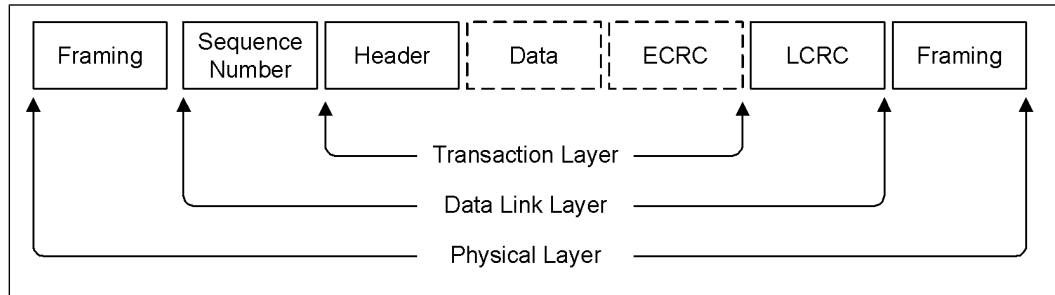 Framing
Sequence
Number
Header
Data
ECRC
LCRC
Framing
Transaction Layer
Data Link Layer
Physical Layer